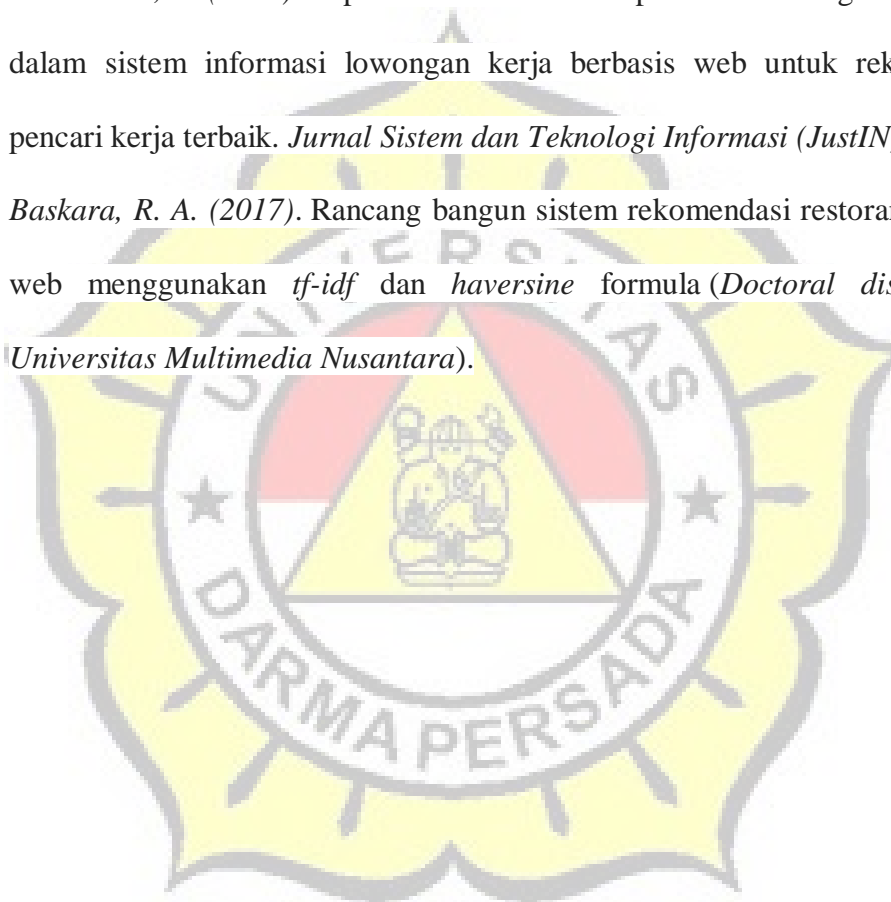 dalam sistem informasi lowongan kerja berbasis web untuk rek
pencari kerja terbaik. Jurnal Sistem dan Teknologi Informasi (JustIN
Baskara, R. A. (2017). Rancang bangun sistem rekomendasi restoran
web menggunakan tf-idf dan haversine formula (Doctoral dis
Universitas Multimedia Nusantara).
UNIVERSITAS
DARMA PERSADA